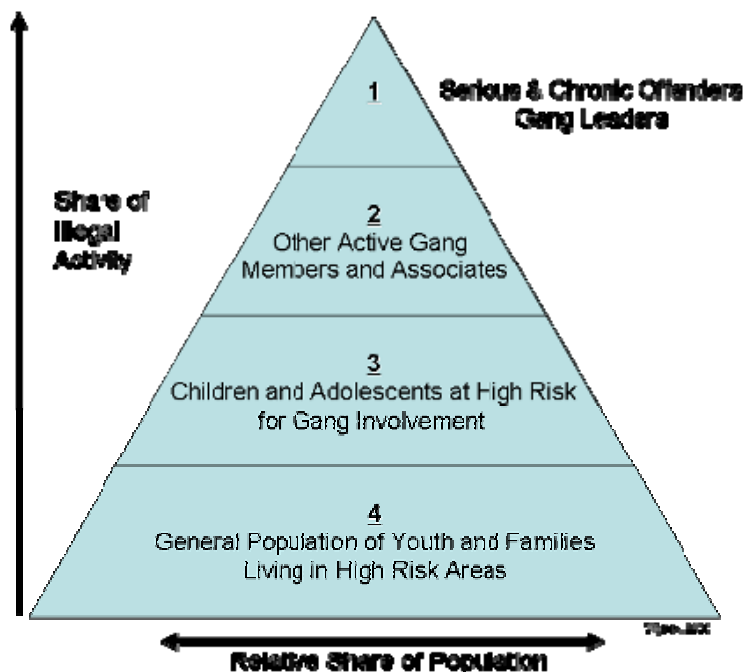 1
Serious & Chronic Offenders
Gang Leaders
Share of
Illegal
Activity
2
Other Active Gang
Members and Associates
3
Children and Adolescents at High Risk
for Gang Involvement
4
General Population of Youth and Families
Living in High Risk Areas
Relative Share of Population